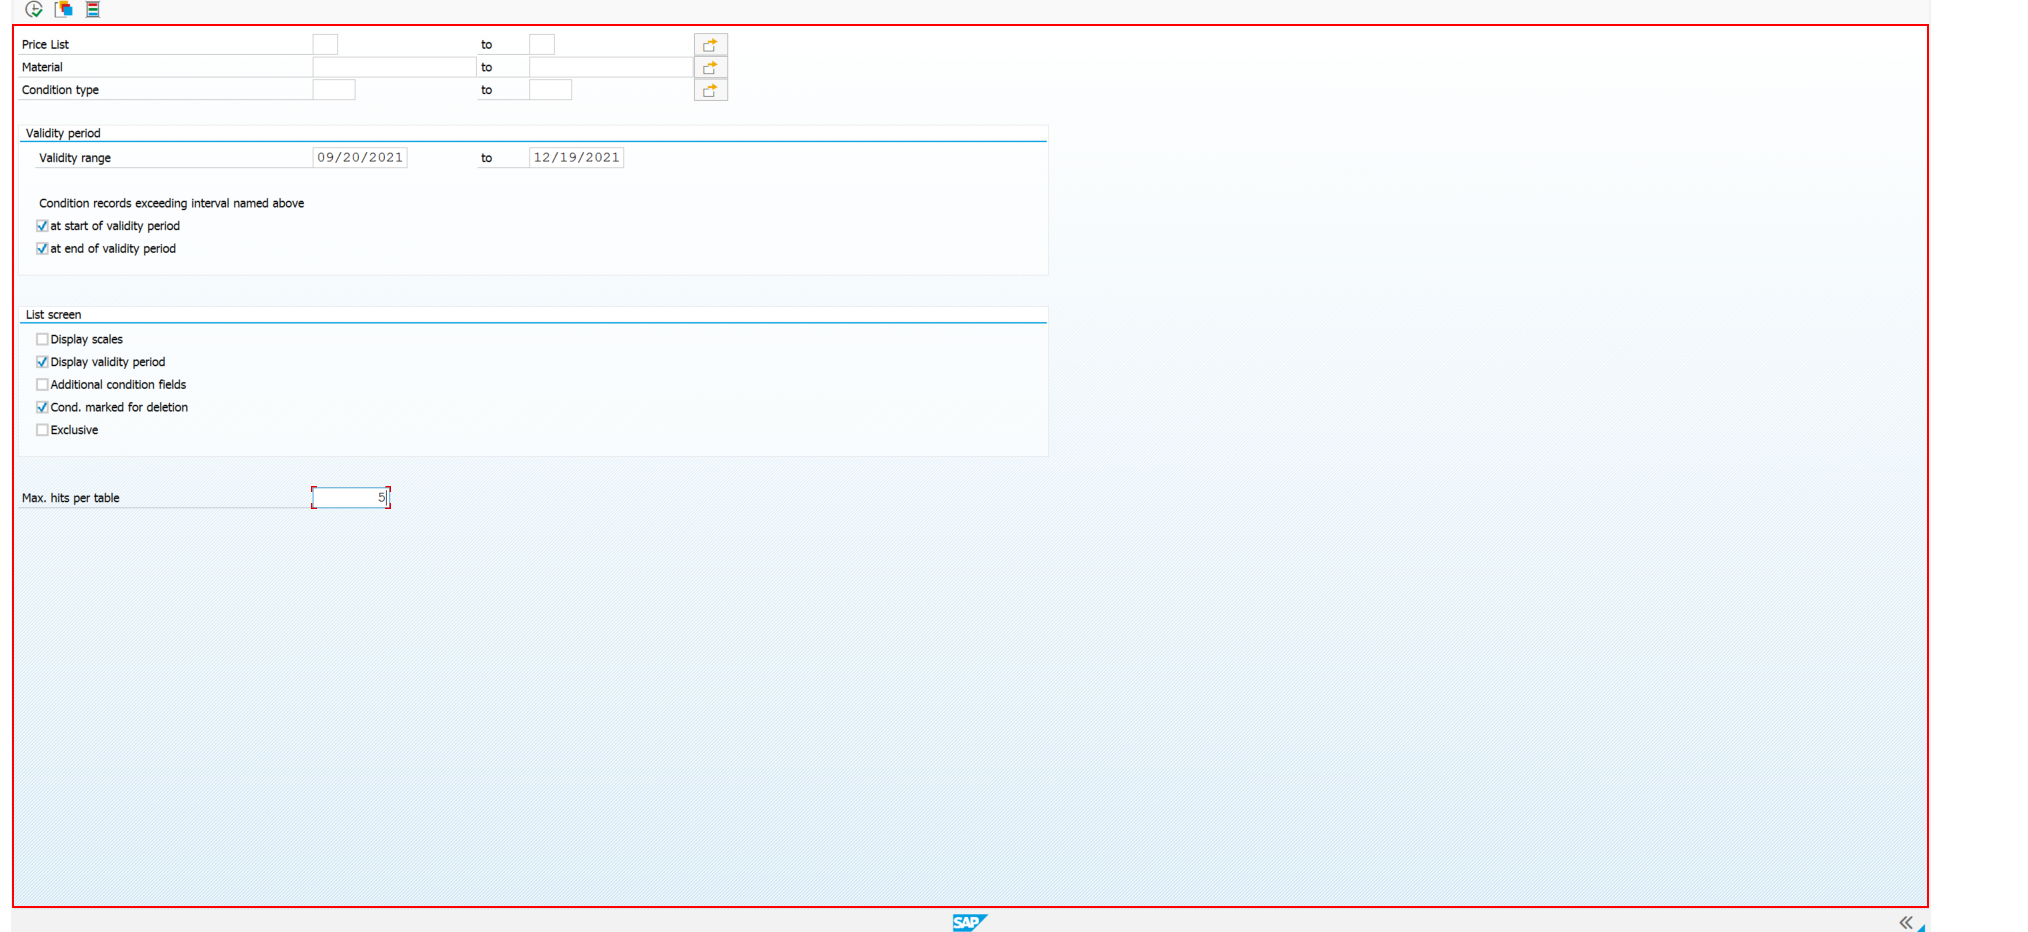 Price List to
Material to
Condition type to
Validity period
Validity range 09/20/2021 to 12/19/2021
Condition records exceeding interval named above
at start of validity period
at end of validity period
List screen
Display scales
Display validity period
Additional condition fields
Cond. marked for deletion
Exclusive
Max. hits per table 5
SAP